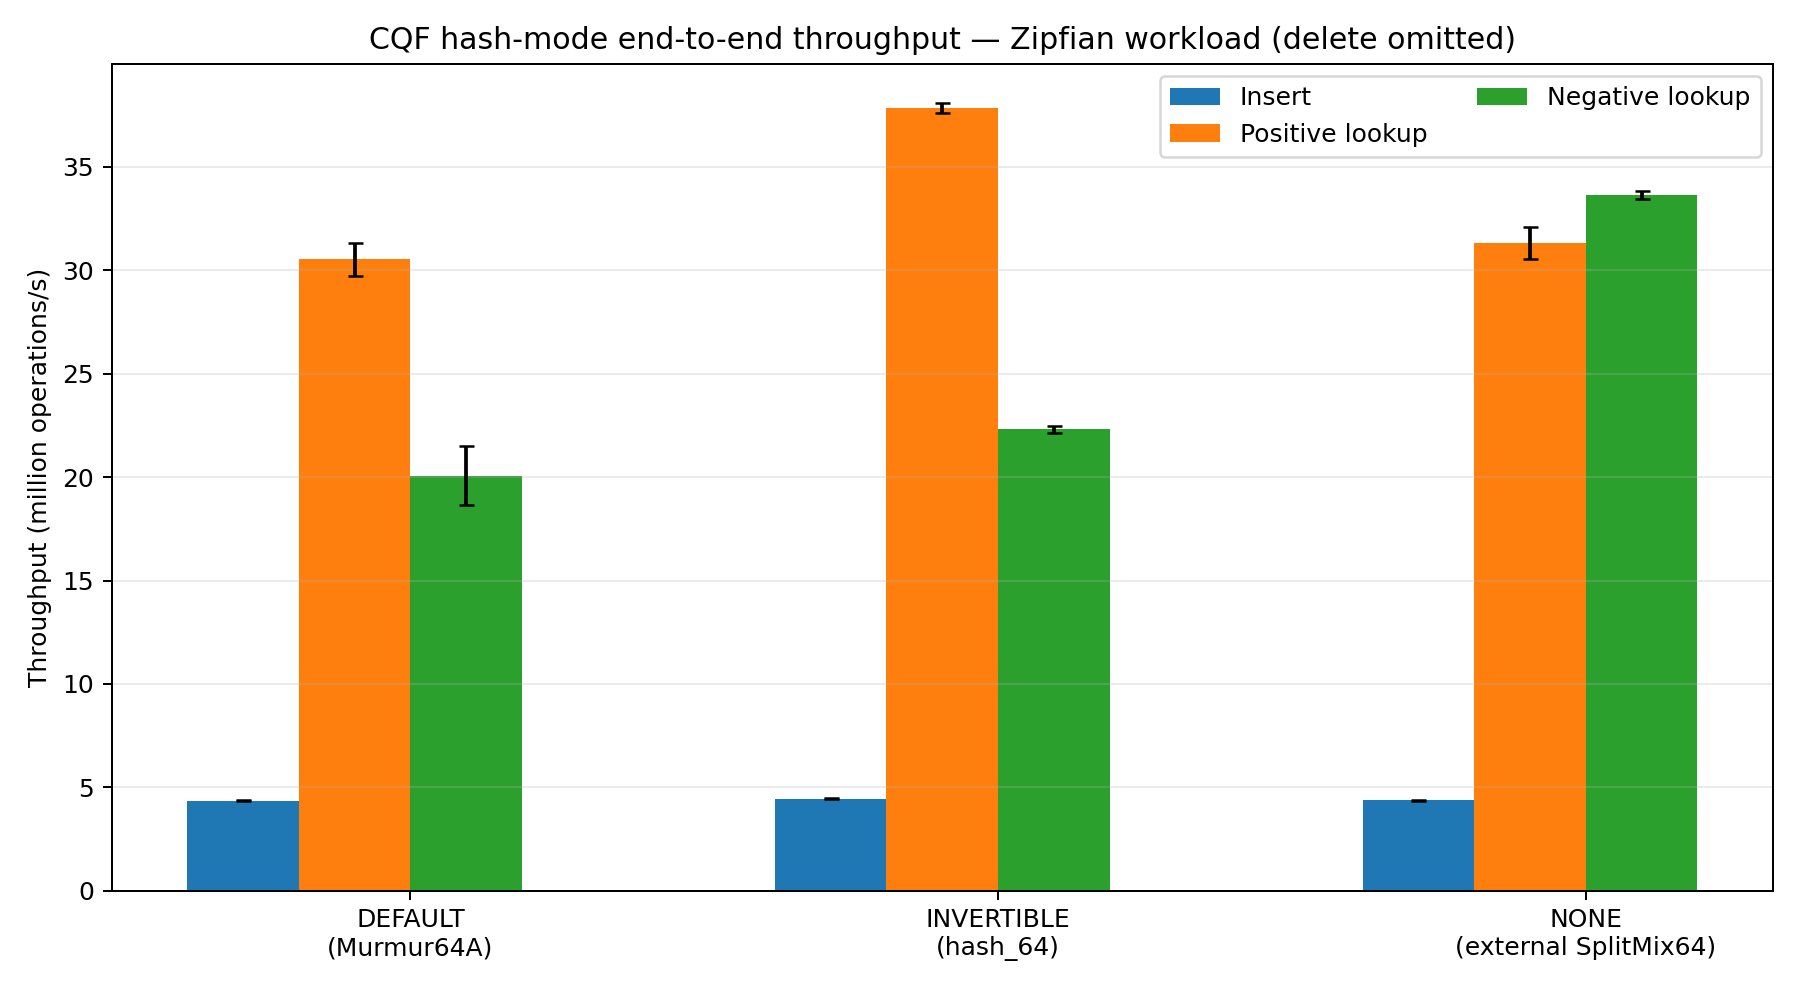 CQF hash-mode end-to-end throughput — Zipfian workload (delete omitted)
Insert
Positive lookup
Negative lookup
Throughput (million operations/s)
35
30
25
20
15
10
5
0
DEFAULT
(Murmur64A)
INVERTIBLE
(hash_64)
NONE
(external SplitMix64)